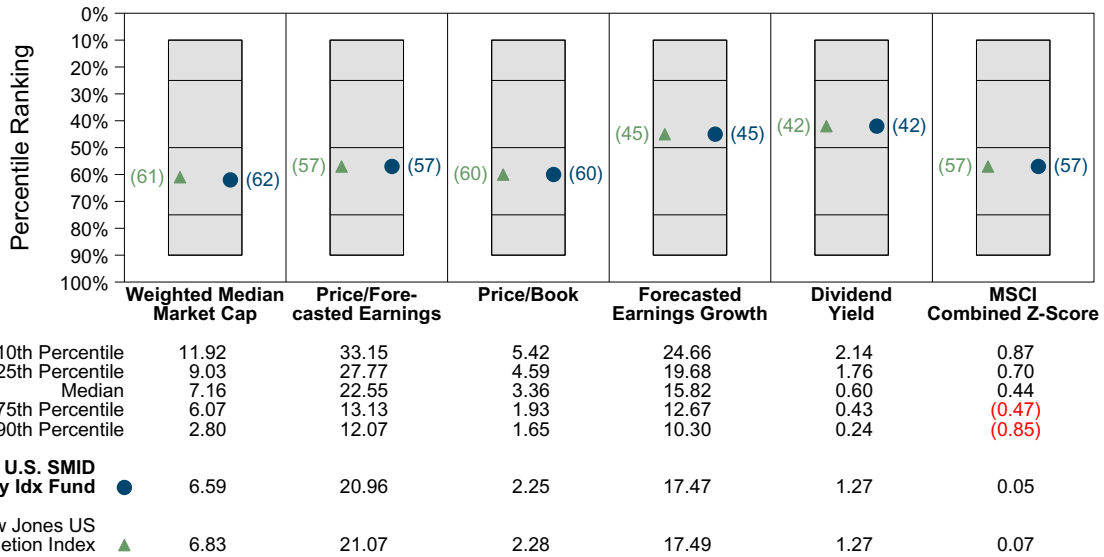 0%
10%
20%
30%
40%
50%
60%
70%
80%
90%
100%
Percentile Ranking
(61) (62)
(57) (57)
(60) (60)
(45) (45)
(42) (42)
(57) (57)
Weighted Median Market Cap
Price/Fore-casted Earnings
Price/Book
Forecasted Earnings Growth
Dividend Yield
MSCI Combined Z-Score
10th Percentile 11.92 33.15 5.42 24.66 2.14 0.87
25th Percentile 9.03 27.77 4.59 19.68 1.76 0.70
Median 7.16 22.55 3.36 15.82 0.60 0.44
75th Percentile 6.07 13.13 1.93 12.67 0.43 (0.47)
90th Percentile 2.80 12.07 1.65 10.30 0.24 (0.85)
U.S. SMID
y Idx Fund 6.59 20.96 2.25 17.47 1.27 0.05
w Jones US
etion Index 6.83 21.07 2.28 17.49 1.27 0.07